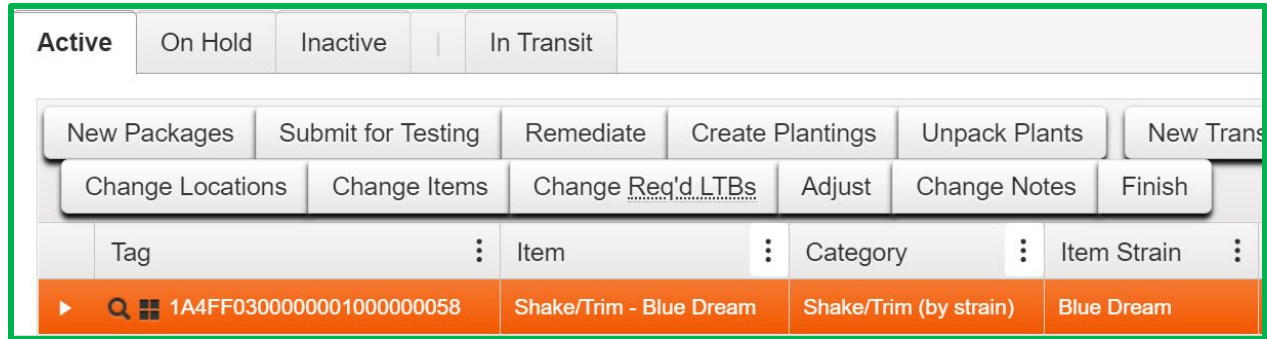 Active On Hold Inactive | In Transit
New Packages Submit for Testing Remediate Create Plantings Unpack Plants New Trans
Change Locations Change Items Change Req'd LTBs Adjust Change Notes Finish
Tag Item Category Item Strain
1A4FF0300000001000000058 Shake/Trim - Blue Dream Shake/Trim (by strain) Blue Dream